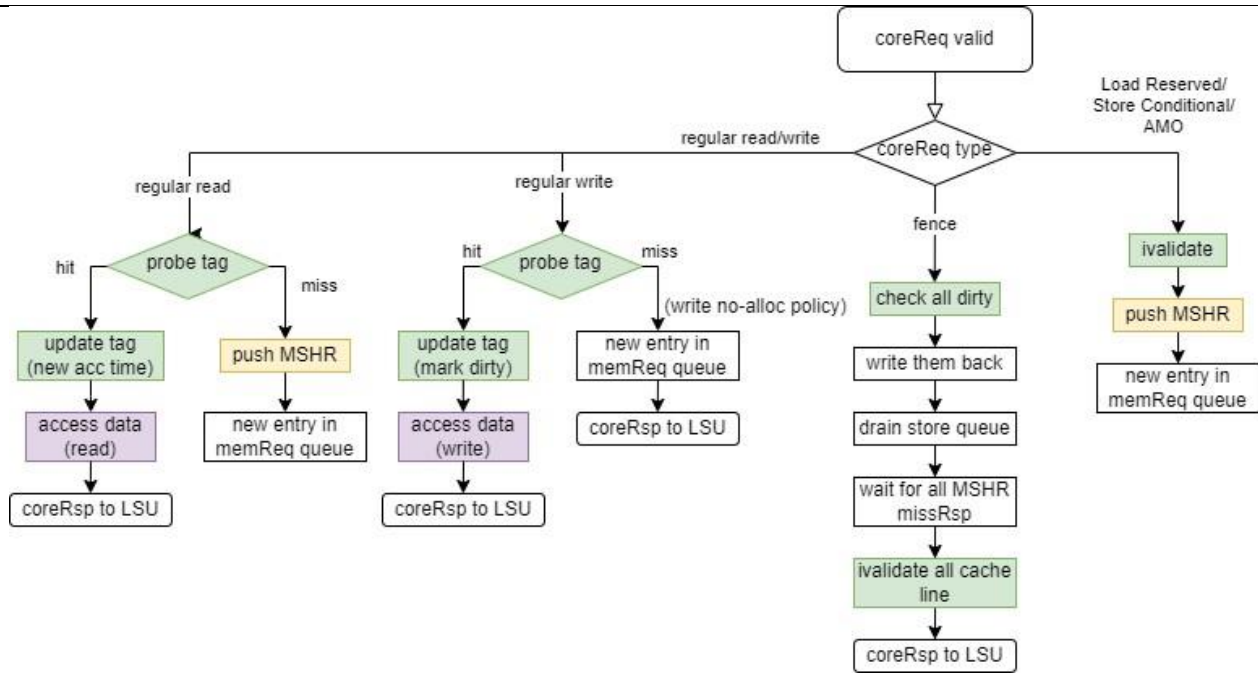 coreReq valid
Load Reserved/
Store Conditional/
AMO
regular read/write
coreReq type
regular read
regular write
fence
hit
probe tag
miss
hit
probe tag
miss
ivalidate
(write no-alloc policy)
check all dirty
push MSHR
update tag
(new acc time)
push MSHR
update tag
(mark dirty)
new entry in
memReq queue
write them back
new entry in
memReq queue
access data
(read)
new entry in
memReq queue
access data
(write)
coreRsp to LSU
drain store queue
coreRsp to LSU
coreRsp to LSU
wait for all MSHR
missRsp
ivalidate all cache
line
coreRsp to LSU